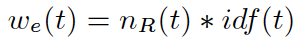 w_e(t) = n_R(t) * idf(t)